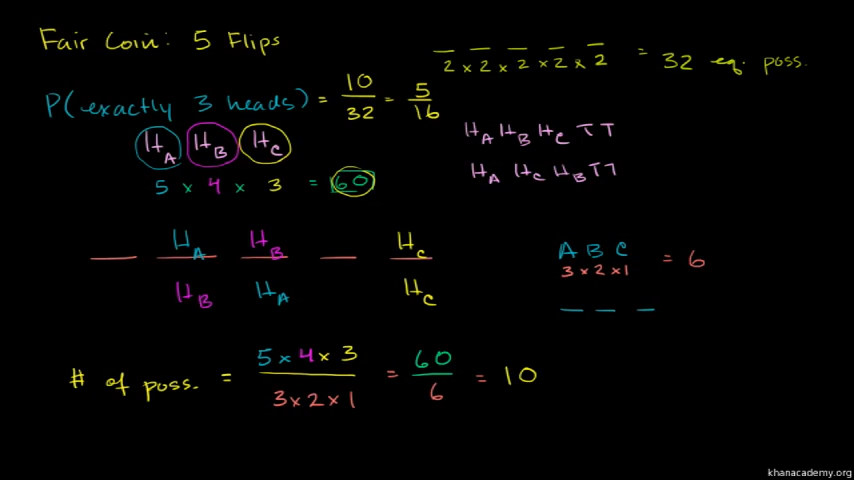 Fair Coin: 5 Flips
2 x 2 x 2 x 2 x 2 = 32 eq. poss.
P(exactly 3 heads) = 10/32 = 5/16
H_A H_B H_C
H_A H_B H_C T T
5 x 4 x 3 = 60
H_A H_C H_B T T
H_A H_B H_C
A B C
3 x 2 x 1 = 6
H_B H_A H_C
# of poss. = 5 x 4 x 3 / 3 x 2 x 1 = 60/6 = 10
khanacademy.org